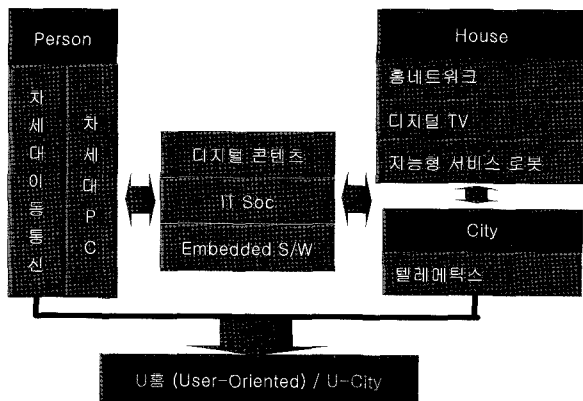 Person
차세대이동통신
차세대PC
디지털 콘텐츠
IT Soc
Embedded S/W
House
홈네트워크
디지털 TV
지능형 서비스 로봇
City
텔레메틱스
U홈 (User-Oriented) / U-City